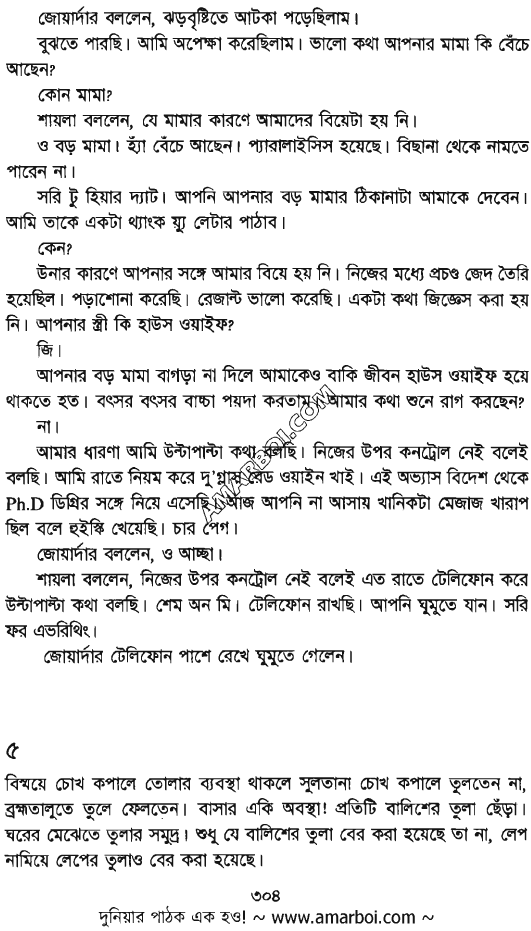 জোয়ার্দার বললেন, ঝড়বৃষ্টিতে আটকা পড়েছিলাম।
বুঝতে পারছি। আমি অপেক্ষা করেছিলাম। ভালো কথা আপনার মামা কি বেঁচে
আছেন?
কোন মামা?
শায়লা বললেন, যে মামার কারণে আমাদের বিয়েটা হয় নি।
ও বড় মামা। হ্যাঁ বেঁচে আছেন। প্যারালাইসিস হয়েছে। বিছানা থেকে নামতে
পারেন না।
সরি টু হিয়ার দ্যাট। আপনি আপনার বড় মামার ঠিকানাটা আমাকে দেবেন।
আমি তাকে একটা থ্যাংক য়্যু লেটার পাঠাব।
কেন?
উনার কারণে আপনার সঙ্গে আমার বিয়ে হয় নি। নিজের মধ্যে প্রচণ্ড জেদ তৈরি
হয়েছিল। পড়াশোনা করেছি। রেজাল্ট ভালো করেছি। একটা কথা জিজ্ঞেস করা হয়
নি। আপনার স্ত্রী কি হাউস ওয়াইফ?
জি।
আপনার বড় মামা বাগড়া না দিলে আমাকেও বাকি জীবন হাউস ওয়াইফ হয়ে
থাকতে হত। বৎসর বৎসর বাচ্চা পয়দা করতাম। আমার কথা শুনে রাগ করছেন?
না।
আমার ধারণা আমি উল্টাপাল্টা কথা বলছি। নিজের উপর কনট্রোল নেই বলেই
বলছি। আমি রাতে নিয়ম করে দু'গ্লাস রেড ওয়াইন খাই। এই অভ্যাস বিদেশ থেকে
Ph.D ডিগ্রির সঙ্গে নিয়ে এসেছি। আজ আপনি না আসায় খানিকটা মেজাজ খারাপ
ছিল বলে হুইস্কি খেয়েছি। চার পেগ।
জোয়ার্দার বললেন, ও আচ্ছা।
শায়লা বললেন, নিজের উপর কনট্রোল নেই বলেই এত রাতে টেলিফোন করে
উল্টাপাল্টা কথা বলছি। শেম অন মি। টেলিফোন রাখছি। আপনি ঘুমুতে যান। সরি
ফর এভরিথিং।
জোয়ার্দার টেলিফোন পাশে রেখে ঘুমুতে গেলেন।
৫
বিস্ময়ে চোখ কপালে তোলার ব্যবস্থা থাকলে সুলতানা চোখ কপালে তুলতেন না,
ব্রহ্মতালুতে তুলে ফেলতেন। বাসার একি অবস্থা! প্রতিটি বালিশের তুলা ছেঁড়া।
ঘরের মেঝেতে তুলার সমুদ্র। শুধু যে বালিশের তুলা বের করা হয়েছে তা না, লেপ
নামিয়ে লেপের তুলাও বের করা হয়েছে।
৩০৪
দুনিয়ার পাঠক এক হও! ~ www.amarboi.com ~
AMARBOI.COM